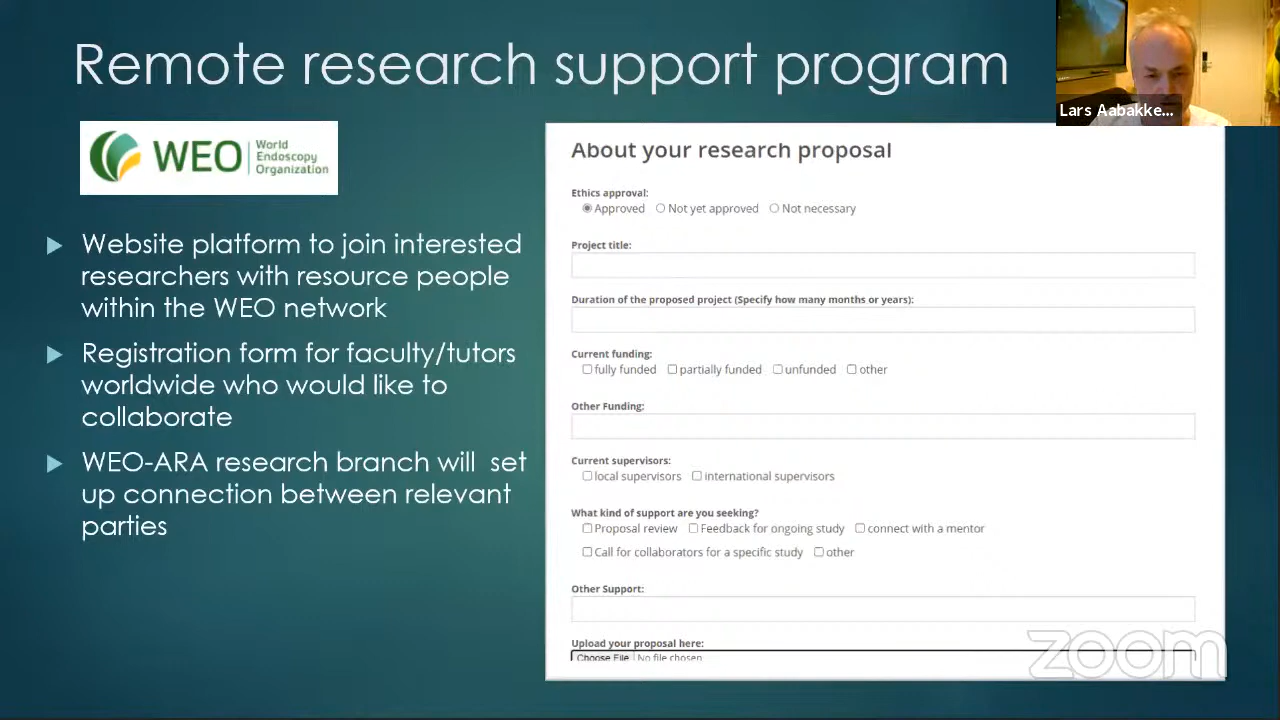 Remote research support program
Lars Aabakke...
WEO
World
Endoscopy
Organization
Website platform to join interested
researchers with resource people
within the WEO network
Registration form for faculty/tutors
worldwide who would like to
collaborate
WEO-ARA research branch will set
up connection between relevant
parties
About your research proposal
Ethics approval:
Approved Not yet approved Not necessary
Project title:
Duration of the proposed project (Specify how many months or years):
Current funding:
fully funded partially funded unfunded other
Other Funding:
Current supervisors:
local supervisors international supervisors
What kind of support are you seeking?
Proposal review Feedback for ongoing study connect with a mentor
Call for collaborators for a specific study other
Other Support:
Upload your proposal here:
Choose File No file chosen
zoom